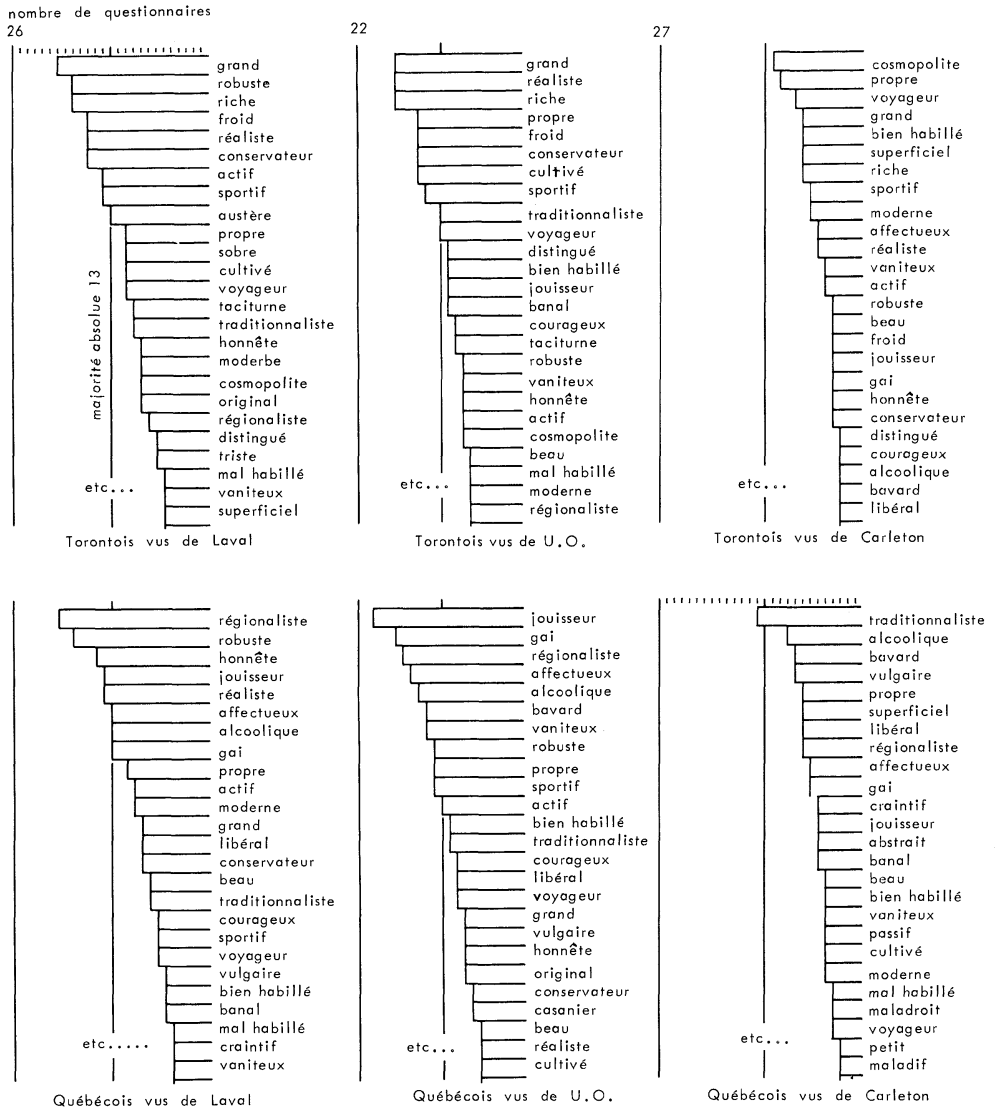 nombre de questionnaires
26
grand
robuste
riche
froid
réaliste
conservateur
actif
sportif
austère
propre
sobre
cultivé
voyageur
taciturne
traditionnaliste
honnête
moderbe
cosmopolite
original
régionaliste
distingué
triste
mal habillé
vaniteux
superficiel
majorité absolue 13
etc...
Torontois vus de Laval
22
grand
réaliste
riche
propre
froid
conservateur
cultivé
sportif
traditionnaliste
voyageur
distingué
bien habillé
jouisseur
banal
courageux
taciturne
robuste
vaniteux
honnête
actif
cosmopolite
beau
mal habillé
moderne
régionaliste
etc...
Torontois vus de U.O.
27
cosmopolite
propre
voyageur
grand
bien habillé
superficiel
riche
sportif
moderne
affectueux
réaliste
vaniteux
actif
robuste
beau
froid
jouisseur
gai
honnête
conservateur
distingué
courageux
alcoolique
bavard
libéral
etc...
Torontois vus de Carleton
régionaliste
robuste
honnête
jouisseur
réaliste
affectueux
alcoolique
gai
propre
actif
moderne
grand
libéral
conservateur
beau
traditionnaliste
courageux
sportif
voyageur
vulgaire
bien habillé
banal
mal habillé
craintif
vaniteux
etc.....
Québécois vus de Laval
jouisseur
gai
régionaliste
affectueux
alcoolique
bavard
vaniteux
robuste
propre
sportif
actif
bien habillé
traditionnaliste
courageux
libéral
voyageur
grand
vulgaire
honnête
original
conservateur
casanier
beau
réaliste
cultivé
etc...
Québécois vus de U.O.
traditionnaliste
alcoolique
bavard
vulgaire
propre
superficiel
libéral
régionaliste
affectueux
gai
craintif
jouisseur
abstrait
banal
beau
bien habillé
vaniteux
passif
cultivé
moderne
mal habillé
maladroit
voyageur
petit
maladif
etc...
Québécois vus de Carleton